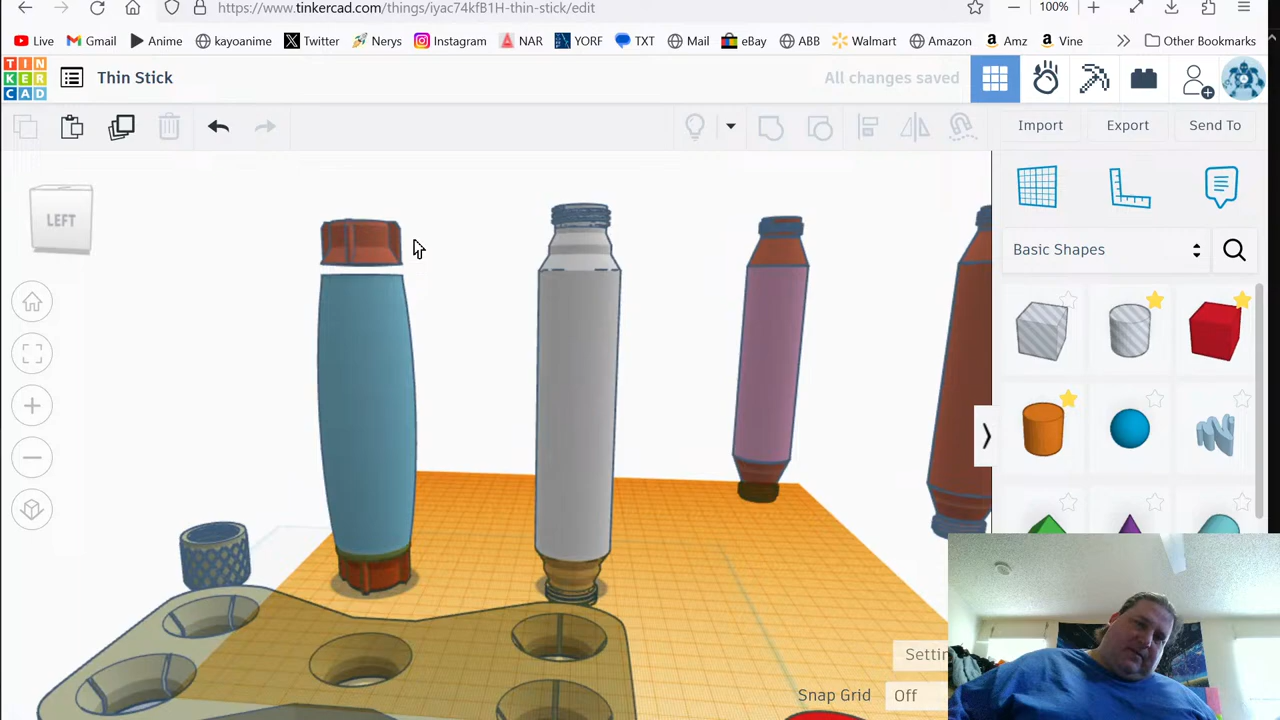 https://www.tinkercad.com/things/iyac74kfB1H-thin-stick/edit
100%
Live
Gmail
Anime
kayoanime
Twitter
Nerys
Instagram
NAR
YORF
TXT
Mail
eBay
ABB
Walmart
Amazon
Amz
Vine
Other Bookmarks
TIN
KER
CAD
Thin Stick
All changes saved
Import
Export
Send To
LEFT
Basic Shapes
Settin
Snap Grid
Off